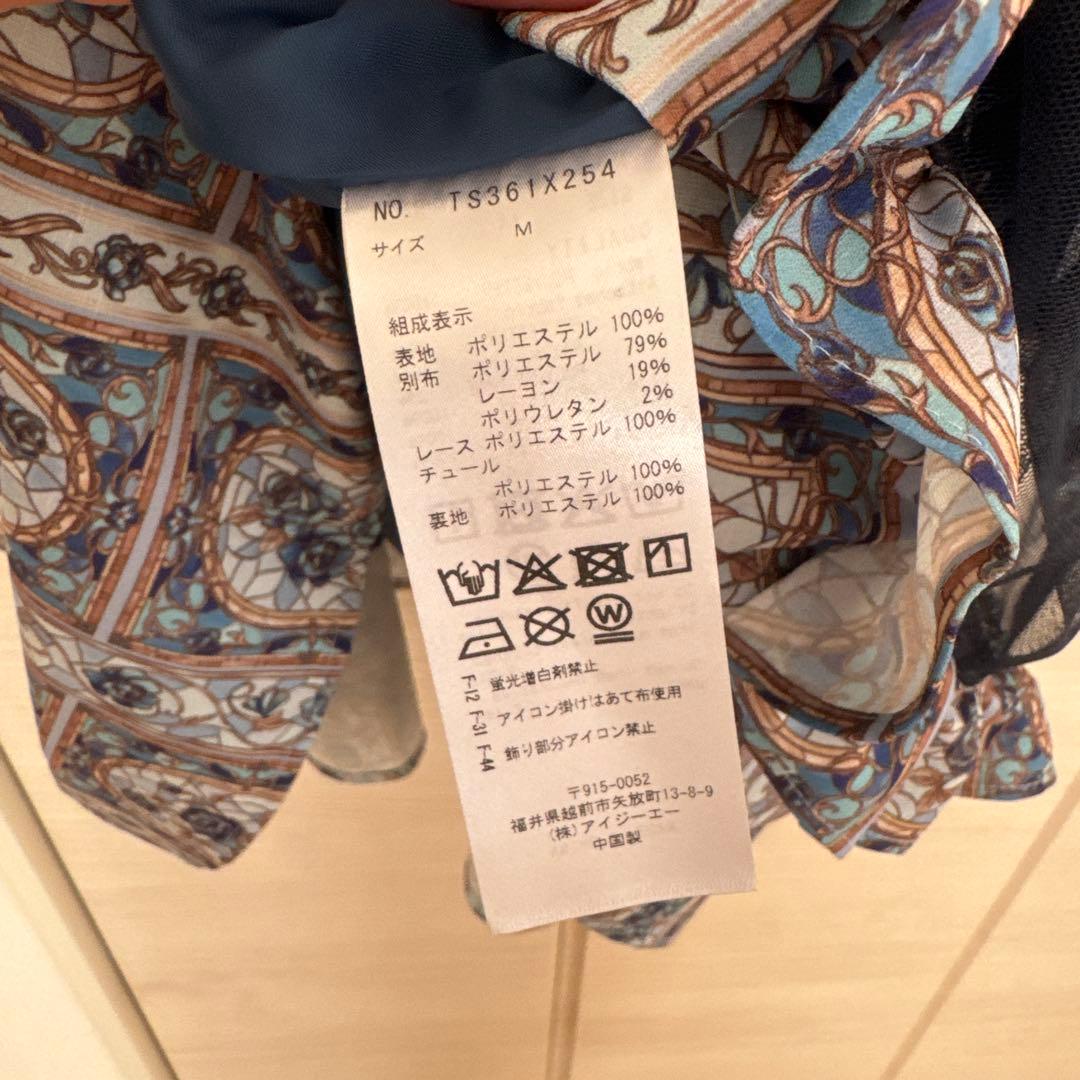 NO. TS361X254
サイズ M
組成表示
表地 ポリエステル 100%
別布 ポリエステル 79%
レーヨン 19%
ポリウレタン 2%
レース ポリエステル 100%
チュール
ポリエステル 100%
裏地 ポリエステル 100%
W
F-12 蛍光増白剤禁止
F-31 アイコン掛けはあて布使用
F-44 飾り部分アイコン禁止
〒915-0052
福井県越前市矢放町13-8-9
(株)アイジーエー
中国製